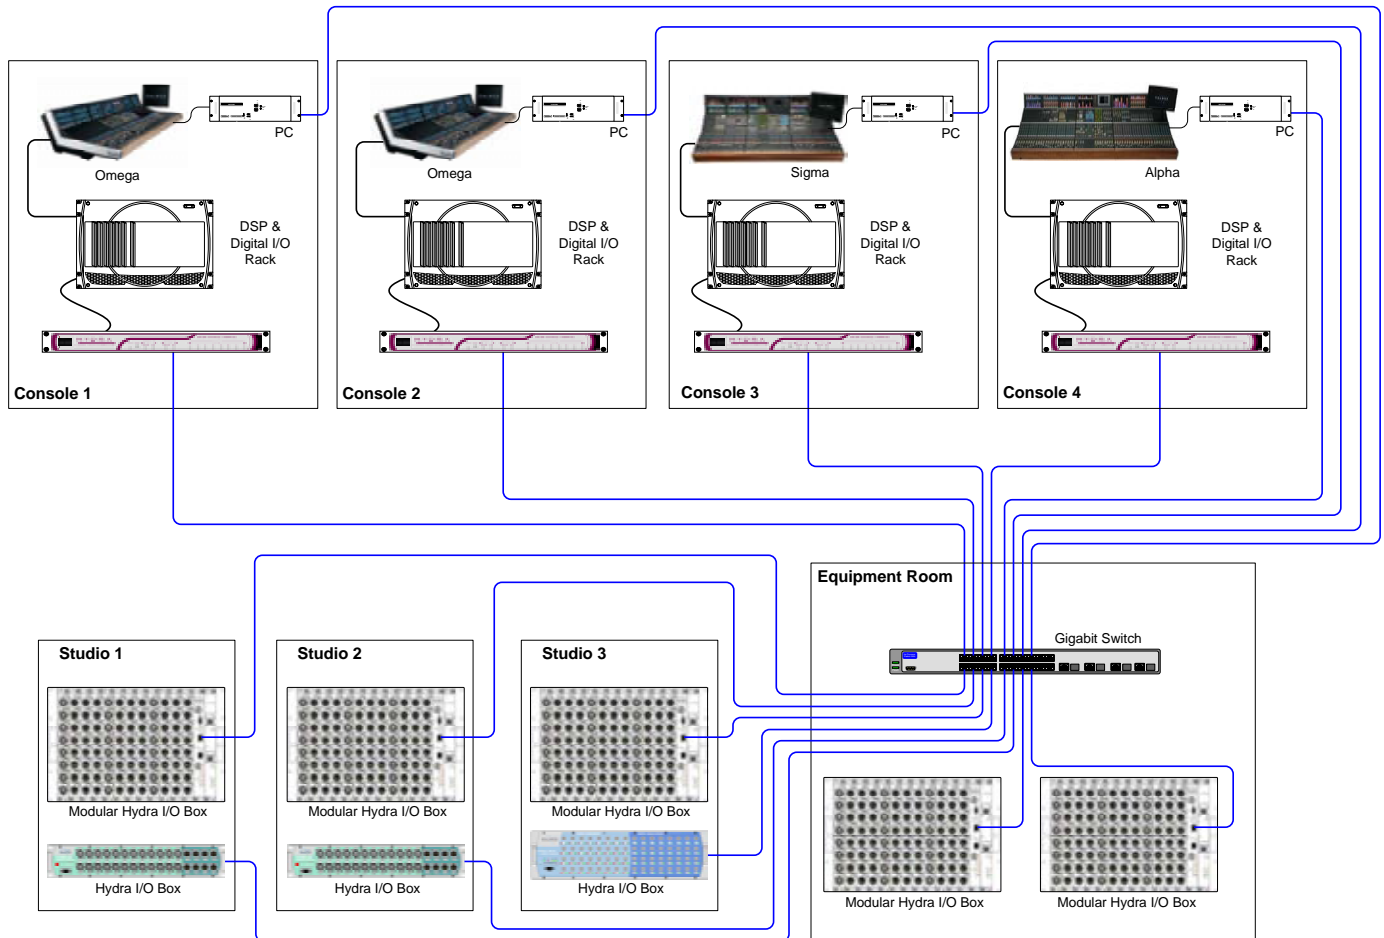 PC
Omega
DSP &
Digital I/O
Rack
Console 1
PC
Omega
DSP &
Digital I/O
Rack
Console 2
PC
Sigma
DSP &
Digital I/O
Rack
Console 3
PC
Alpha
DSP &
Digital I/O
Rack
Console 4
Equipment Room
Gigabit Switch
Studio 1
Modular Hydra I/O Box
Hydra I/O Box
Studio 2
Modular Hydra I/O Box
Hydra I/O Box
Studio 3
Modular Hydra I/O Box
Hydra I/O Box
Modular Hydra I/O Box
Modular Hydra I/O Box